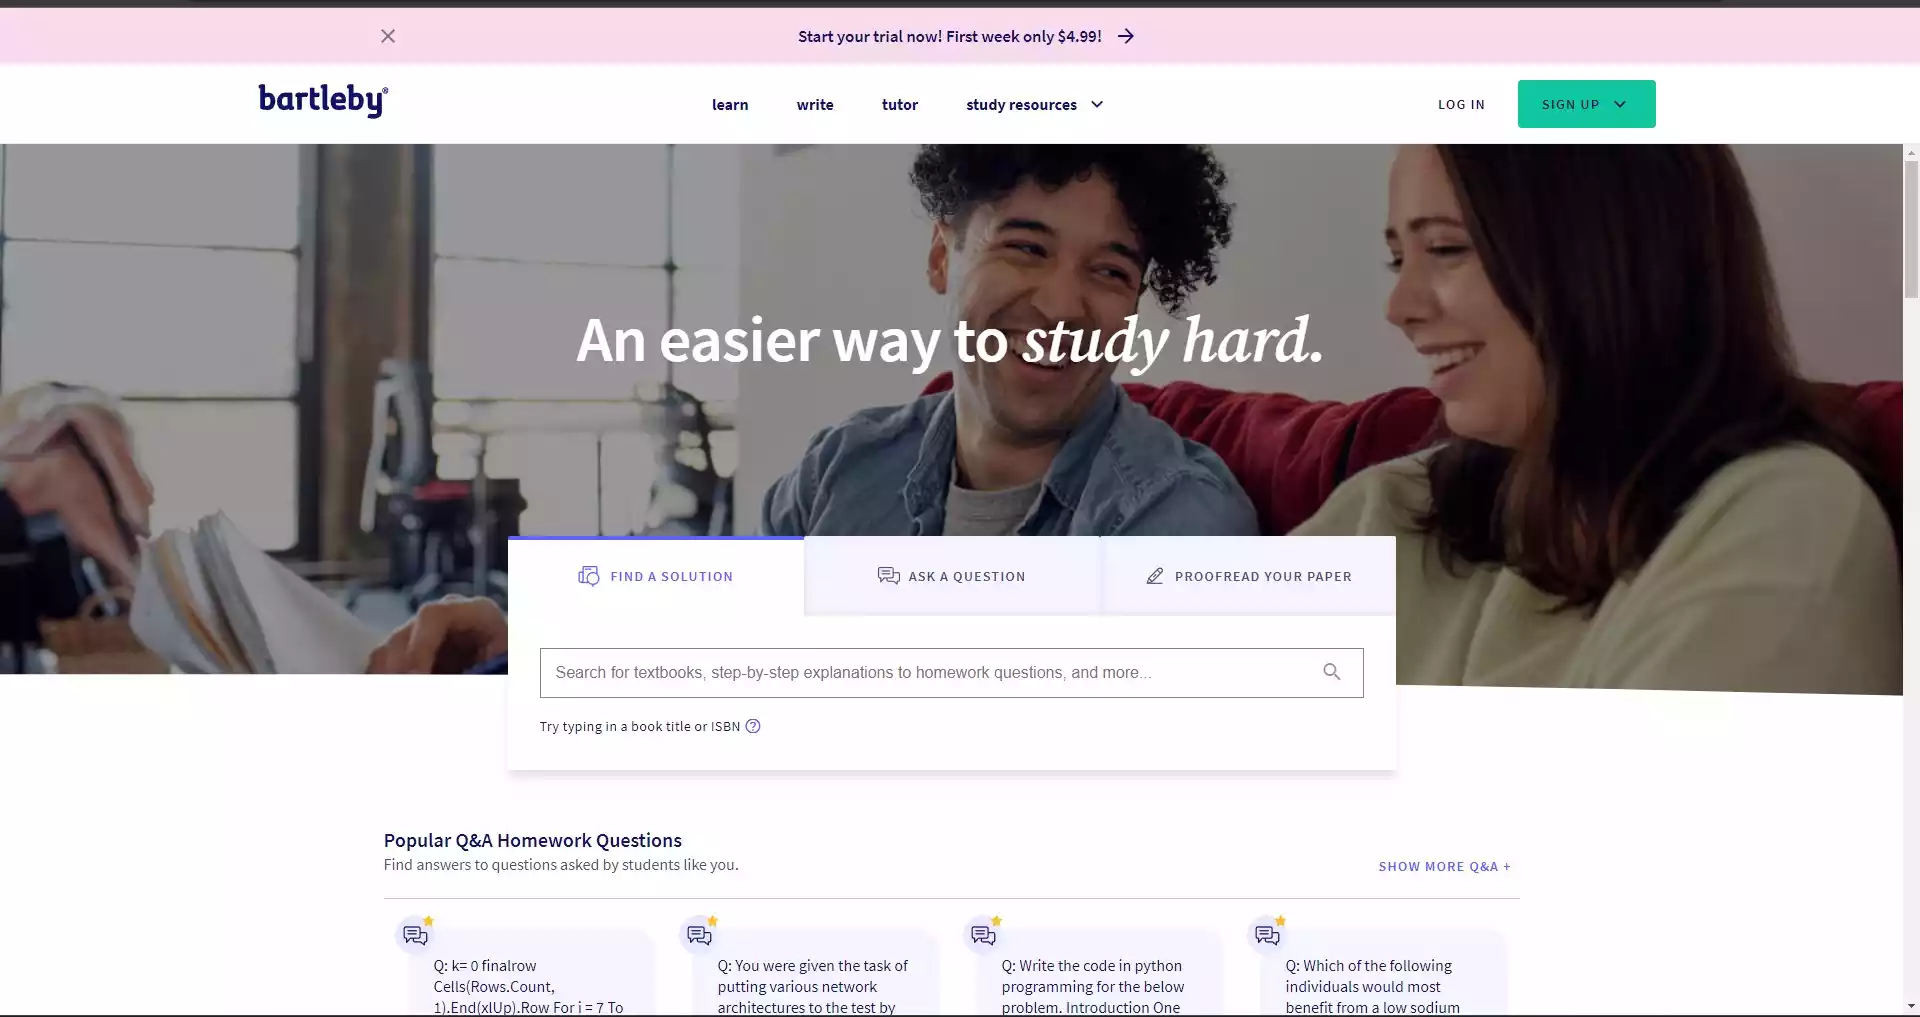 Start your trial now! First week only $4.99!
bartleby®
learn
write
tutor
study resources
LOG IN
SIGN UP
An easier way to study hard.
FIND A SOLUTION
ASK A QUESTION
PROOFREAD YOUR PAPER
Search for textbooks, step-by-step explanations to homework questions, and more...
Try typing in a book title or ISBN
Popular Q&A Homework Questions
Find answers to questions asked by students like you.
SHOW MORE Q&A +
Q: k= 0 finalrow
Cells(Rows.Count,
1).End(xlUp).Row For i = 7 To
Q: You were given the task of
putting various network
architectures to the test by
Q: Write the code in python
programming for the below
problem. Introduction One
Q: Which of the following
individuals would most
benefit from a low sodium